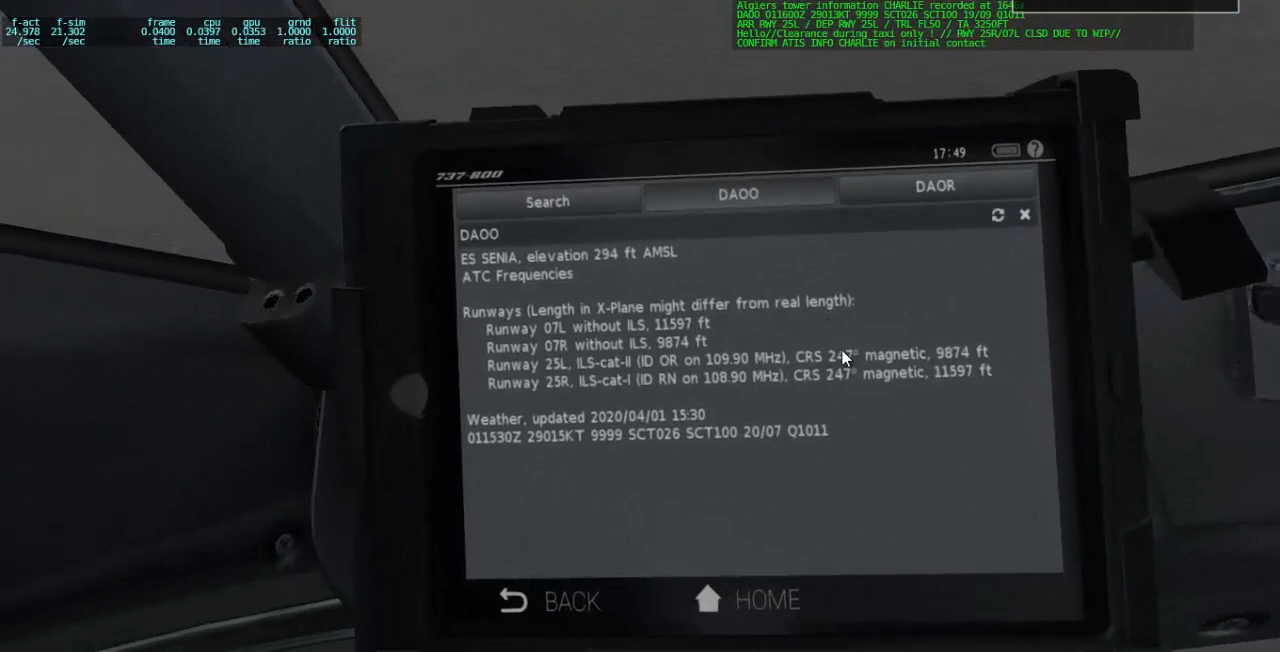 f-act f-sim frame cpu gpu grnd flit
24.978 21.302 0.0400 0.0397 0.0353 1.0000 1.0000
/sec /sec time time time ratio ratio
Algiers tower information CHARLIE recorded at 164
DAOO 011600Z 29013KT 9999 SCT026 SCT100 19/09 Q1011
ARR RWY 25L / DEP RWY 25L / TRL FL50 / TA 3250FT
Hello//Clearance during taxi only ! // RWY 25R/07L CLSD DUE TO WIP//
CONFIRM ATIS INFO CHARLIE on initial contact
737-800 17:49 ?
Search DAOO DAOR
DAOO
ES SENIA, elevation 294 ft AMSL
ATC Frequencies
Runways (Length in X-Plane might differ from real length):
Runway 07L without ILS, 11597 ft
Runway 07R without ILS, 9874 ft
Runway 25L, ILS-cat-II (ID OR on 109.90 MHz), CRS 247° magnetic, 9874 ft
Runway 25R, ILS-cat-I (ID RN on 108.90 MHz), CRS 247° magnetic, 11597 ft
Weather, updated 2020/04/01 15:30
011530Z 29015KT 9999 SCT026 SCT100 20/07 Q1011
BACK HOME